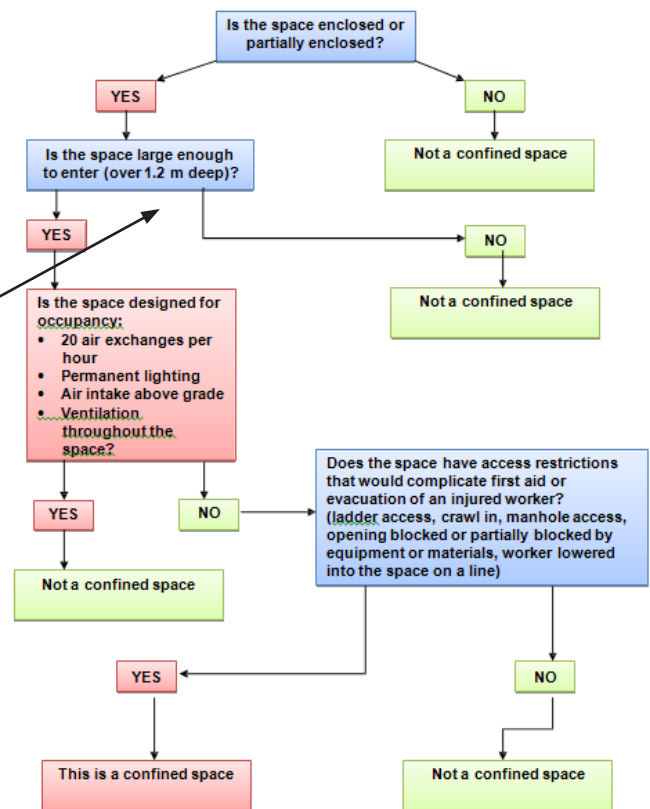 Is the space enclosed or
partially enclosed?
YES
NO
Is the space large enough
to enter (over 1.2 m deep)?
Not a confined space
YES
NO
Is the space designed for
occupancy:
• 20 air exchanges per
hour
• Permanent lighting
• Air intake above grade
• Ventilation
throughout the
space?
Not a confined space
Does the space have access restrictions
that would complicate first aid or
evacuation of an injured worker?
(ladder access, crawl in, manhole access,
opening blocked or partially blocked by
equipment or materials, worker lowered
into the space on a line)
YES
NO
Not a confined space
YES
NO
This is a confined space
Not a confined space